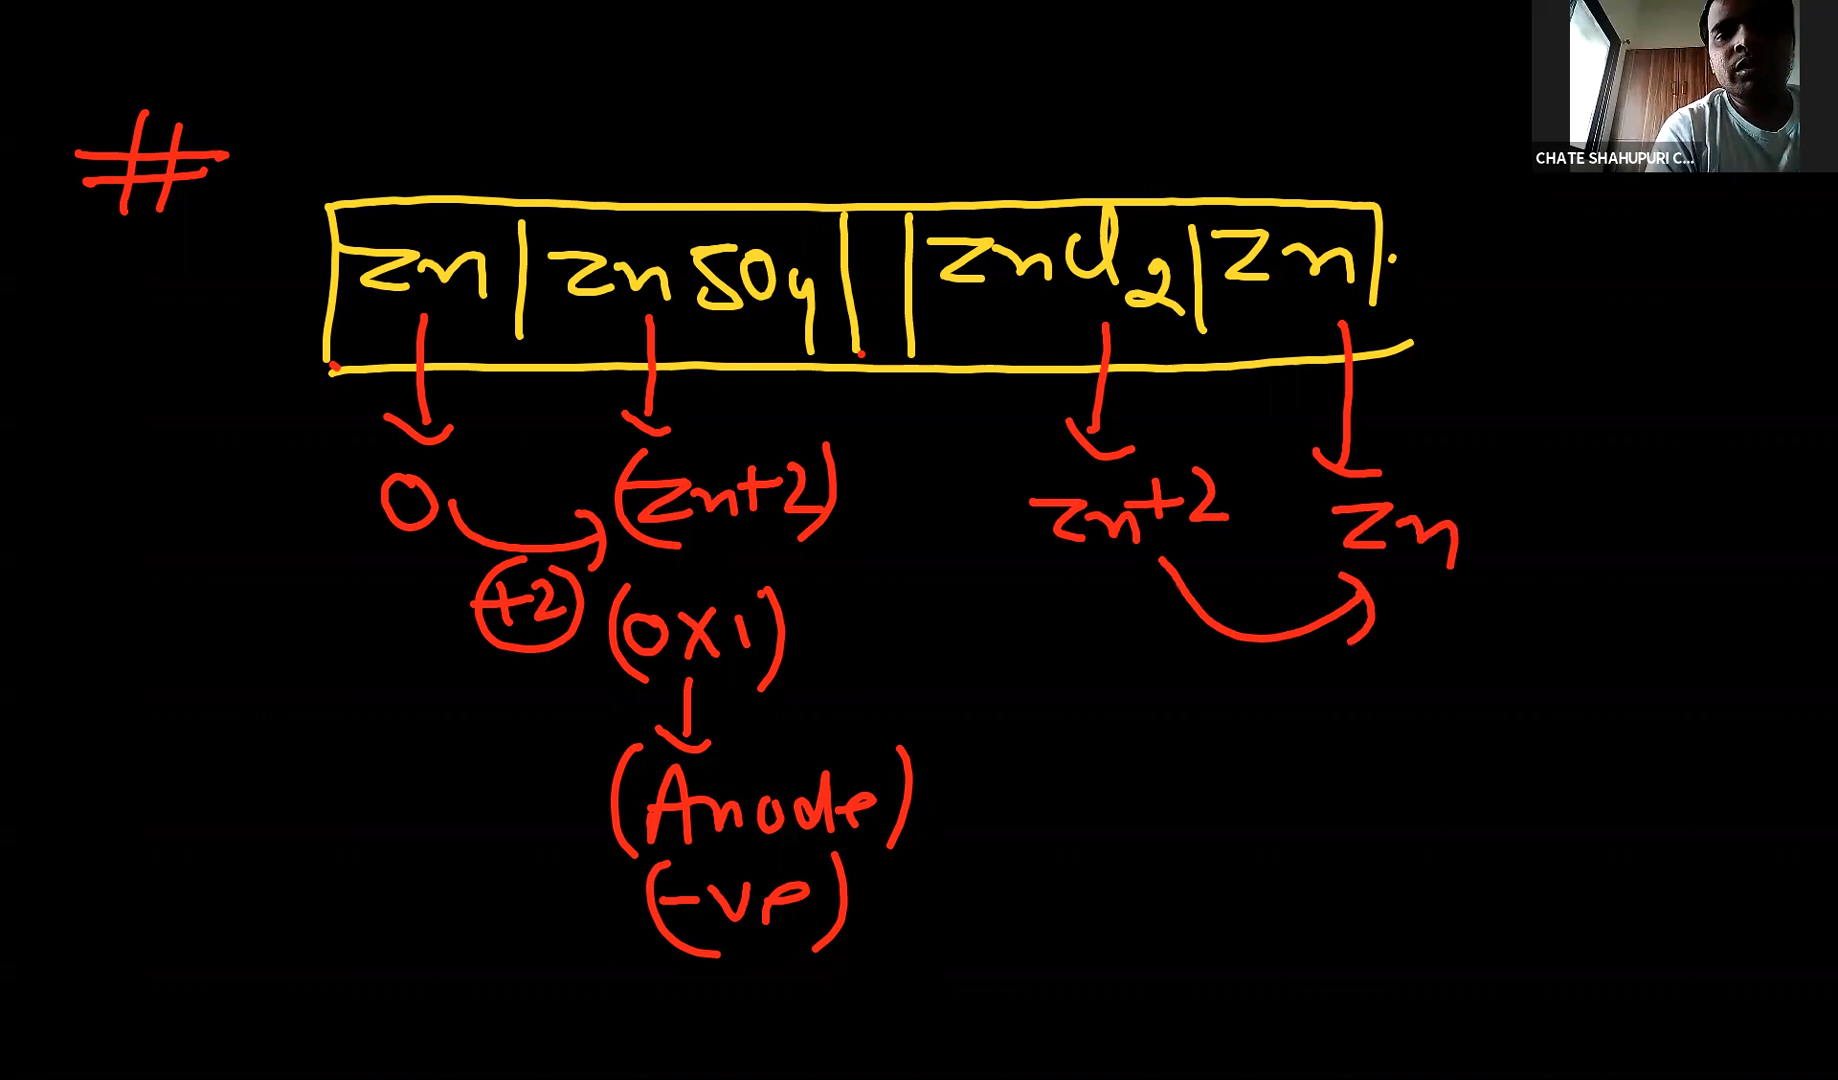 #
CHATE SHAHUPURI C...
Zn | ZnSO4 | | ZnCl2 | Zn |.
0 (Zn+2) Zn+2 Zn
+2 (OXI)
(Anode)
(-ve)